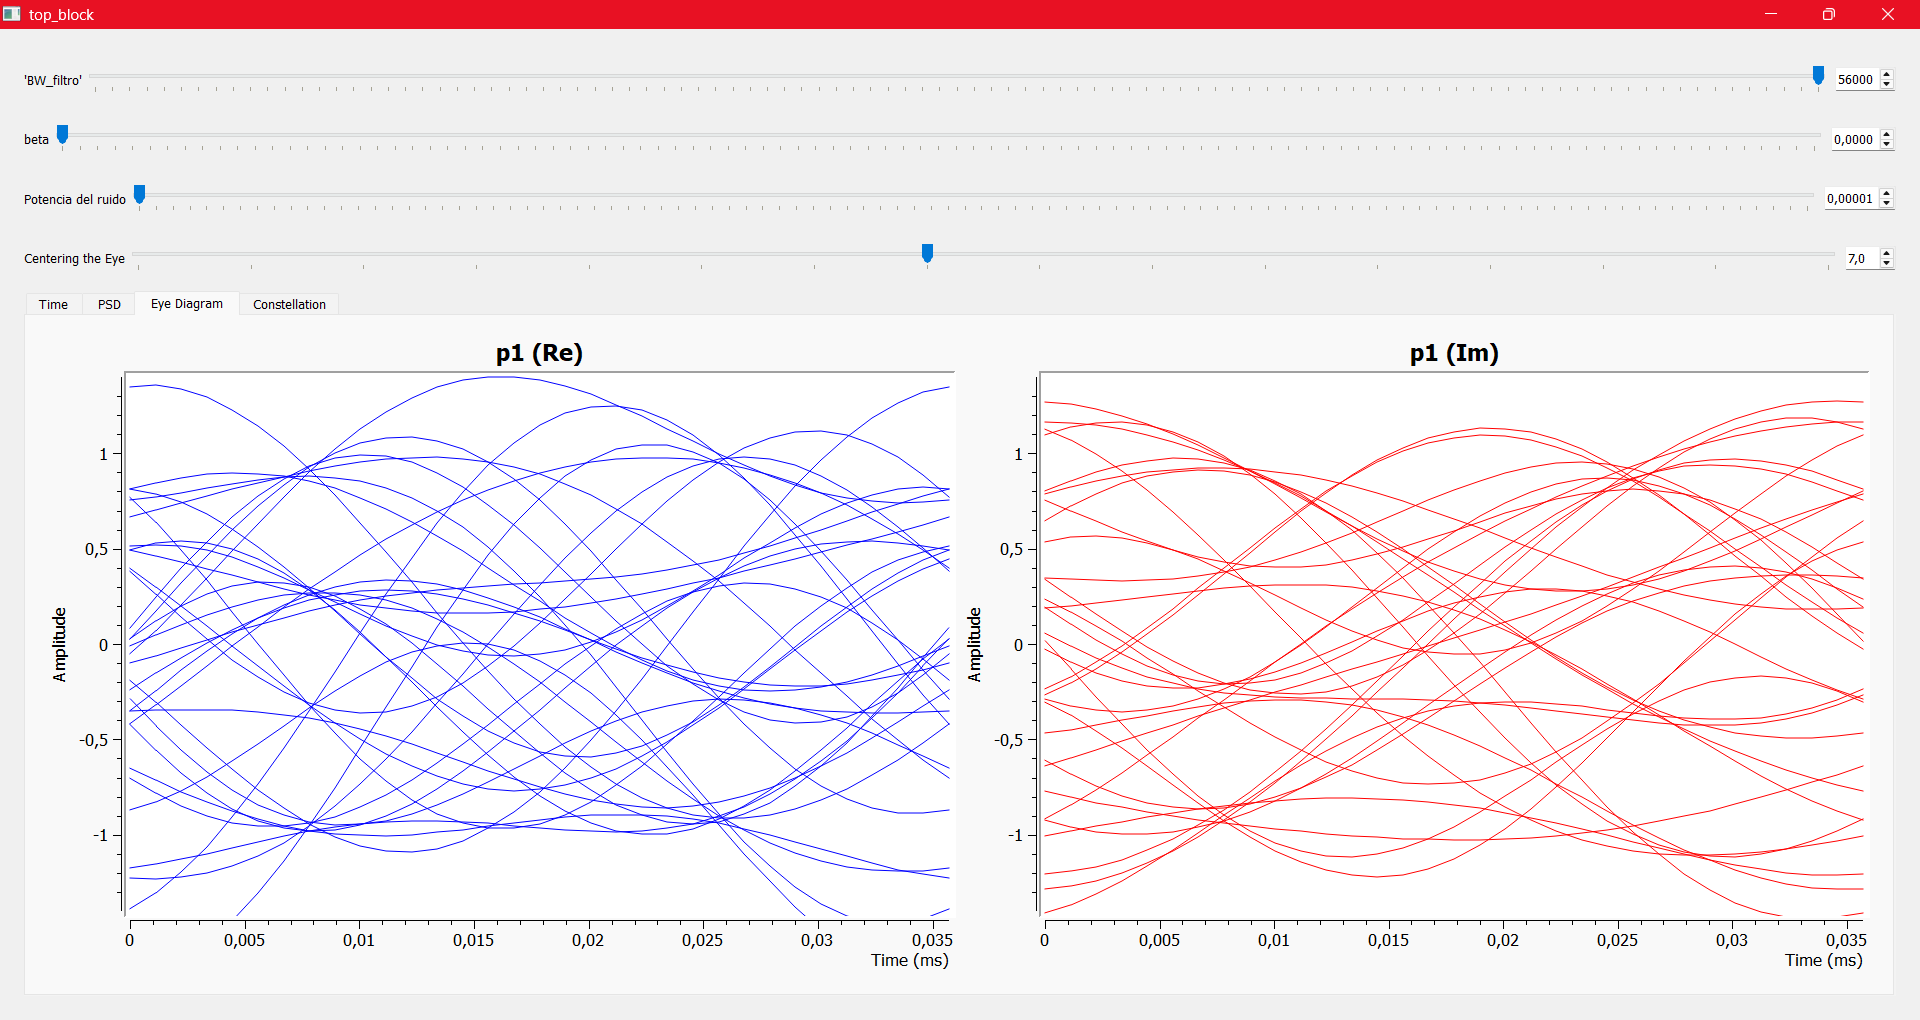 top_block
'BW_filtro' 56000
beta 0,0000
Potencia del ruido 0,00001
Centering the Eye 7,0
Time PSD Eye Diagram Constellation
p1 (Re)
1
0,5
0
-0,5
-1
Amplitude
0 0,005 0,01 0,015 0,02 0,025 0,03 0,035
Time (ms)
p1 (Im)
1
0,5
0
-0,5
-1
Amplitude
0 0,005 0,01 0,015 0,02 0,025 0,03 0,035
Time (ms)